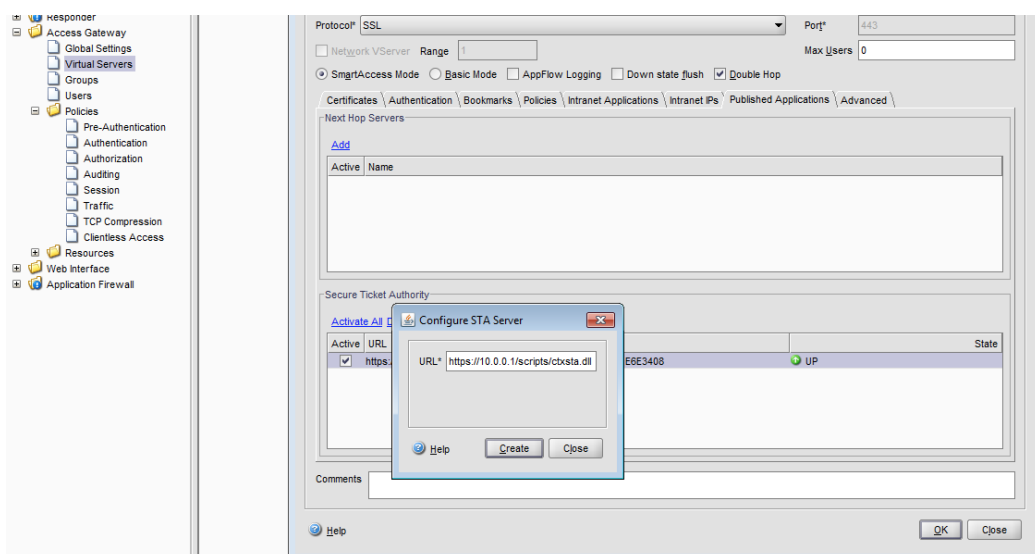 Responder
Access Gateway
Global Settings
Virtual Servers
Groups
Users
Policies
Pre-Authentication
Authentication
Authorization
Auditing
Session
Traffic
TCP Compression
Clientless Access
Resources
Web Interface
Application Firewall
Protocol* SSL Port* 443
Network VServer Range 1 Max Users 0
SmartAccess Mode Basic Mode AppFlow Logging Down state flush Double Hop
Certificates Authentication Bookmarks Policies Intranet Applications Intranet IPs Published Applications Advanced
Next Hop Servers
Add
Active Name
Secure Ticket Authority
Activate All
Active URL State
https: E6E3408 UP
Configure STA Server
URL* https://10.0.0.1/scripts/ctxsta.dll
Help Create Close
Comments
Help OK Close